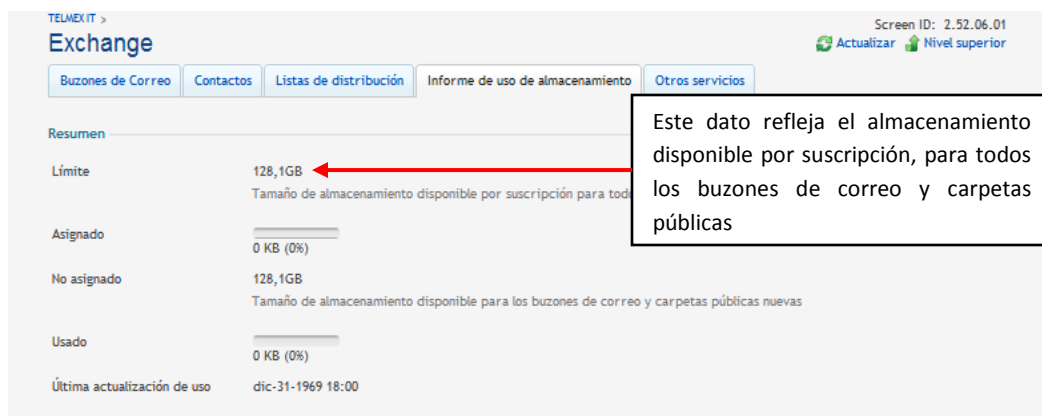 TELMEX IT >
Screen ID: 2.52.06.01
Exchange
Actualizar Nivel superior
Buzones de Correo Contactos Listas de distribución Informe de uso de almacenamiento Otros servicios
Este dato refleja el almacenamiento
disponible por suscripción, para todos
los buzones de correo y carpetas
públicas
Resumen
Límite 128,1GB
Tamaño de almacenamiento disponible por suscripción para todo
Asignado
0 KB (0%)
No asignado 128,1GB
Tamaño de almacenamiento disponible para los buzones de correo y carpetas públicas nuevas
Usado
0 KB (0%)
Última actualización de uso dic-31-1969 18:00